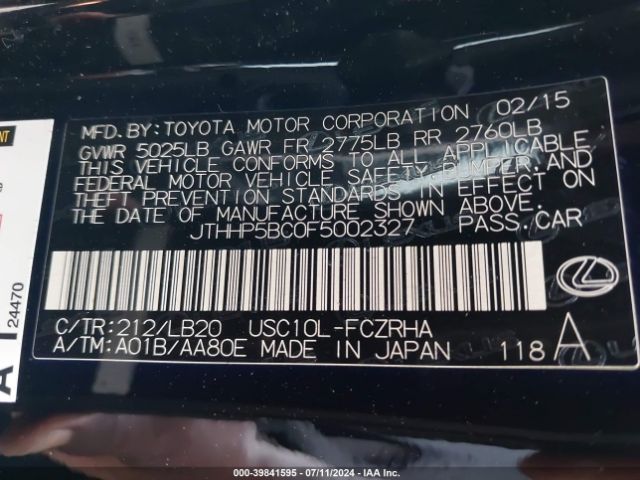 MFD.BY:TOYOTA MOTOR CORPORATION 02/15
GVWR 5025LB GAWR FR 2775LB RR 2760LB
THIS VEHICLE CONFORMS TO ALL APPLICABLE
FEDERAL MOTOR VEHICLE SAFETY,BUMPER,AND
THEFT PREVENTION STANDARDS IN EFFECT ON
THE DATE OF MANUFACTURE SHOWN ABOVE.
JTHHP5BC0F5002327 PASS.CAR
C/TR:212/LB20 USC10L-FCZRHA
A/TM:A01B/AA80E MADE IN JAPAN 118 A
24470
000-39841595 - 07/11/2024 - IAA Inc.